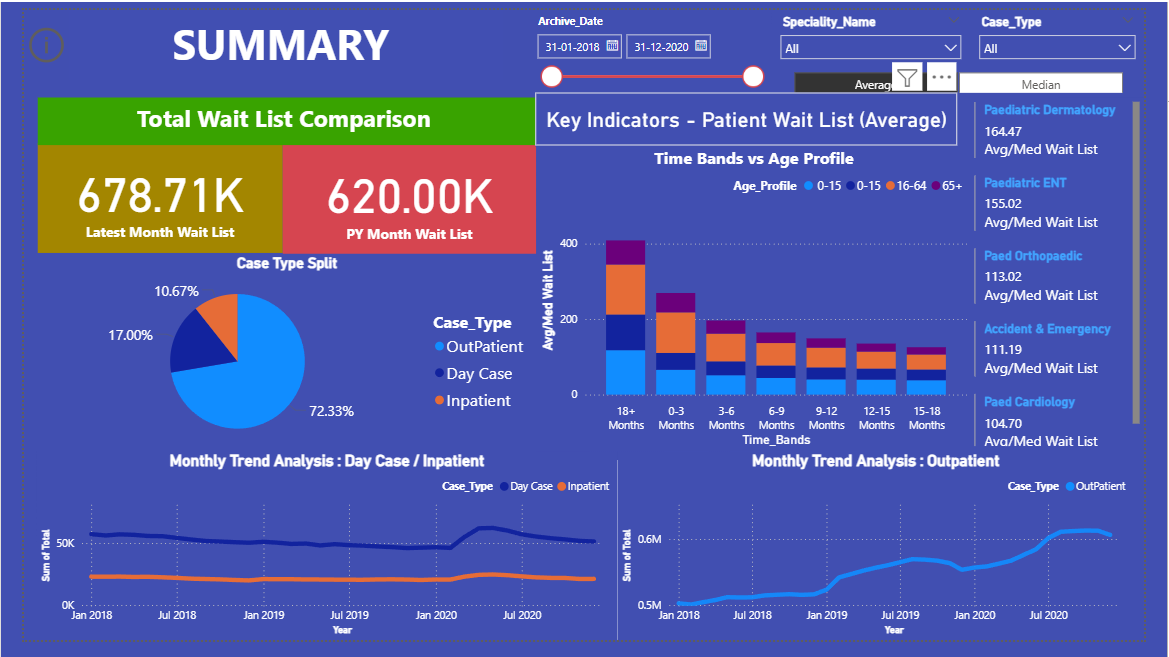 SUMMARY
Archive_Date
31-01-2018
31-12-2020
Speciality_Name
All
Case_Type
All
Average
Median
Total Wait List Comparison
678.71K
Latest Month Wait List
620.00K
PY Month Wait List
Key Indicators - Patient Wait List (Average)
Case Type Split
10.67%
17.00%
72.33%
Case_Type
OutPatient
Day Case
Inpatient
Time Bands vs Age Profile
Age_Profile 0-15 0-15 16-64 65+
Avg/Med Wait List
400
200
0
18+ Months
0-3 Months
3-6 Months
6-9 Months
9-12 Months
12-15 Months
15-18 Months
Time_Bands
Paediatric Dermatology
164.47
Avg/Med Wait List
Paediatric ENT
155.02
Avg/Med Wait List
Paed Orthopaedic
113.02
Avg/Med Wait List
Accident & Emergency
111.19
Avg/Med Wait List
Paed Cardiology
104.70
Avg/Med Wait List
Monthly Trend Analysis : Day Case / Inpatient
Case_Type Day Case Inpatient
Sum of Total
50K
0K
Jan 2018 Jul 2018 Jan 2019 Jul 2019 Jan 2020 Jul 2020
Year
Monthly Trend Analysis : Outpatient
Case_Type OutPatient
Sum of Total
0.6M
0.5M
Jan 2018 Jul 2018 Jan 2019 Jul 2019 Jan 2020 Jul 2020
Year